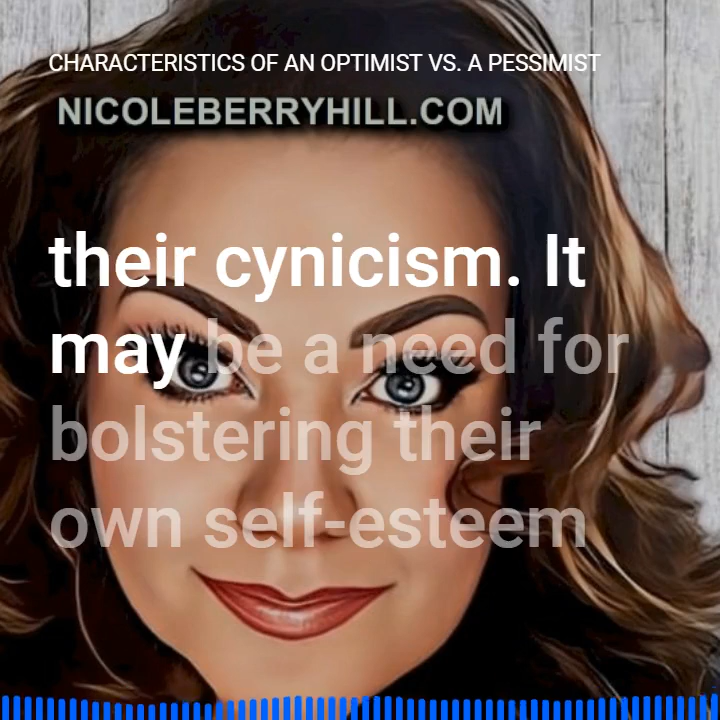 CHARACTERISTICS OF AN OPTIMIST VS. A PESSIMIST
NICOLEBERRYHILL.COM
their cynicism. It
may be a need for
bolstering their
own self-esteem